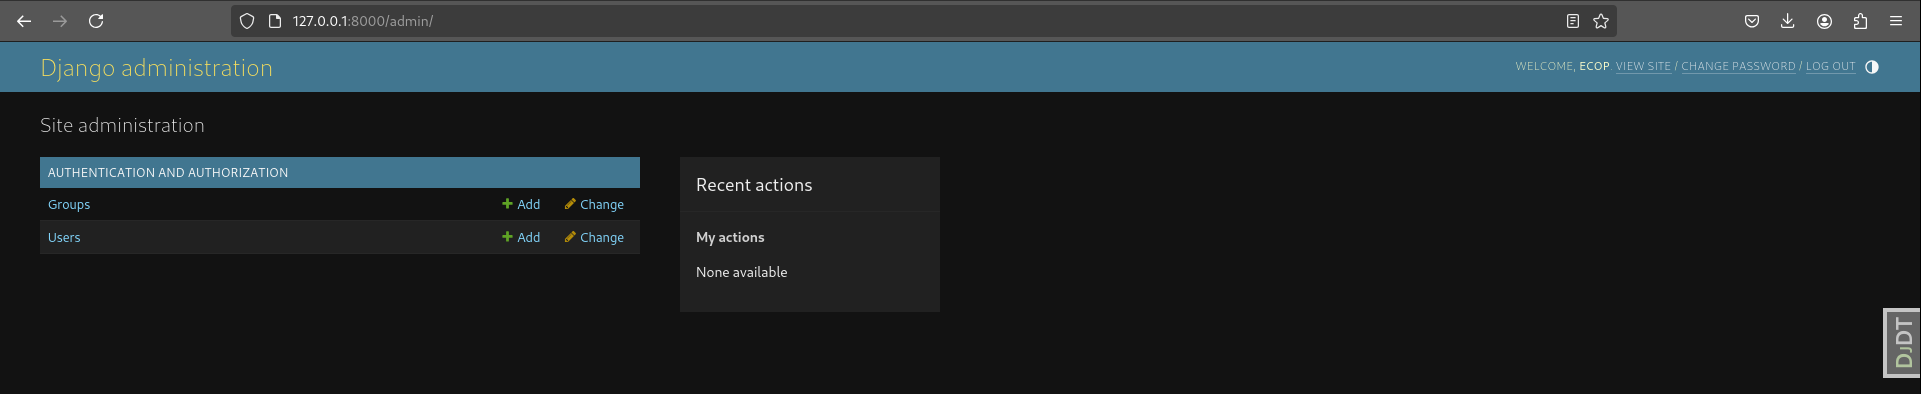 127.0.0.1:8000/admin/
Django administration
WELCOME, ECOP. VIEW SITE / CHANGE PASSWORD / LOG OUT
Site administration
AUTHENTICATION AND AUTHORIZATION
Groups Add Change
Users Add Change
Recent actions
My actions
None available
DjDT